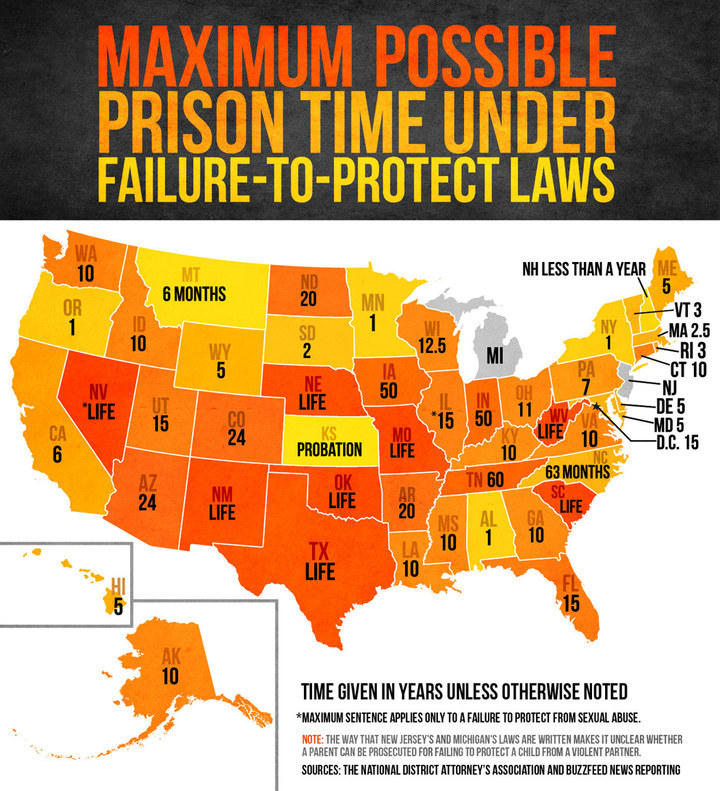 MAXIMUM POSSIBLE
PRISON TIME UNDER
FAILURE-TO-PROTECT LAWS
WA
10
OR
1
CA
6
NV
*LIFE
ID
10
MT
6 MONTHS
WY
5
UT
15
AZ
24
CO
24
NM
LIFE
ND
20
SD
2
NE
LIFE
KS
PROBATION
OK
LIFE
TX
LIFE
MN
1
IA
50
MO
LIFE
AR
20
LA
10
WI
12.5
IL
*15
MI
IN
50
OH
11
KY
10
TN 60
MS
10
AL
1
GA
10
FL
15
SC
LIFE
NC
63 MONTHS
VA
10
WV
LIFE
PA
7
NY
1
NH LESS THAN A YEAR
ME
5
VT 3
MA 2.5
RI 3
CT 10
NJ
DE 5
MD 5
*
D.C. 15
HI
5
AK
10
TIME GIVEN IN YEARS UNLESS OTHERWISE NOTED
*MAXIMUM SENTENCE APPLIES ONLY TO A FAILURE TO PROTECT FROM SEXUAL ABUSE.
NOTE: THE WAY THAT NEW JERSEY'S AND MICHIGAN'S LAWS ARE WRITTEN MAKES IT UNCLEAR WHETHER
A PARENT CAN BE PROSECUTED FOR FAILING TO PROTECT A CHILD FROM A VIOLENT PARTNER.
SOURCES: THE NATIONAL DISTRICT ATTORNEY'S ASSOCIATION AND BUZZFEED NEWS REPORTING